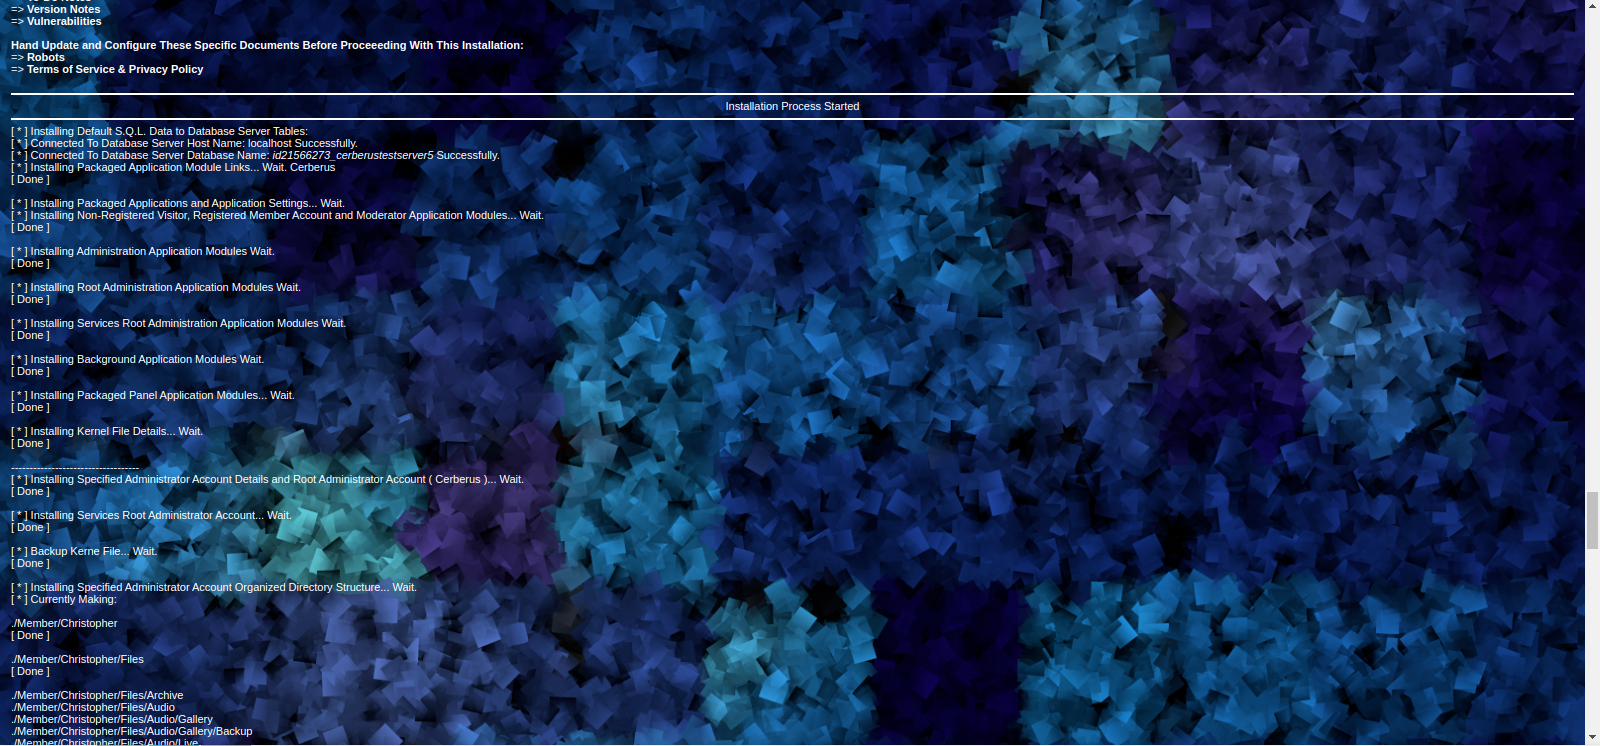 => Version Notes
=> Vulnerabilities
Hand Update and Configure These Specific Documents Before Proceeeding With This Installation:
=> Robots
=> Terms of Service & Privacy Policy
Installation Process Started
[ * ] Installing Default S.Q.L. Data to Database Server Tables:
[ * ] Connected To Database Server Host Name: localhost Successfully.
[ * ] Connected To Database Server Database Name: id21566273_cerberustestserver5 Successfully.
[ * ] Installing Packaged Application Module Links... Wait. Cerberus
[ Done ]
[ * ] Installing Packaged Applications and Application Settings... Wait.
[ * ] Installing Non-Registered Visitor, Registered Member Account and Moderator Application Modules... Wait.
[ Done ]
[ * ] Installing Administration Application Modules Wait.
[ Done ]
[ * ] Installing Root Administration Application Modules Wait.
[ Done ]
[ * ] Installing Services Root Administration Application Modules Wait.
[ Done ]
[ * ] Installing Background Application Modules Wait.
[ Done ]
[ * ] Installing Packaged Panel Application Modules... Wait.
[ Done ]
[ * ] Installing Kernel File Details... Wait.
[ Done ]
-----------------------------------
[ * ] Installing Specified Administrator Account Details and Root Administrator Account ( Cerberus )... Wait.
[ Done ]
[ * ] Installing Services Root Administrator Account... Wait.
[ Done ]
[ * ] Backup Kerne File... Wait.
[ Done ]
[ * ] Installing Specified Administrator Account Organized Directory Structure... Wait.
[ * ] Currently Making:
./Member/Christopher
[ Done ]
./Member/Christopher/Files
[ Done ]
./Member/Christopher/Files/Archive
./Member/Christopher/Files/Audio
./Member/Christopher/Files/Audio/Gallery
./Member/Christopher/Files/Audio/Gallery/Backup
./Member/Christopher/Files/Audio/Live